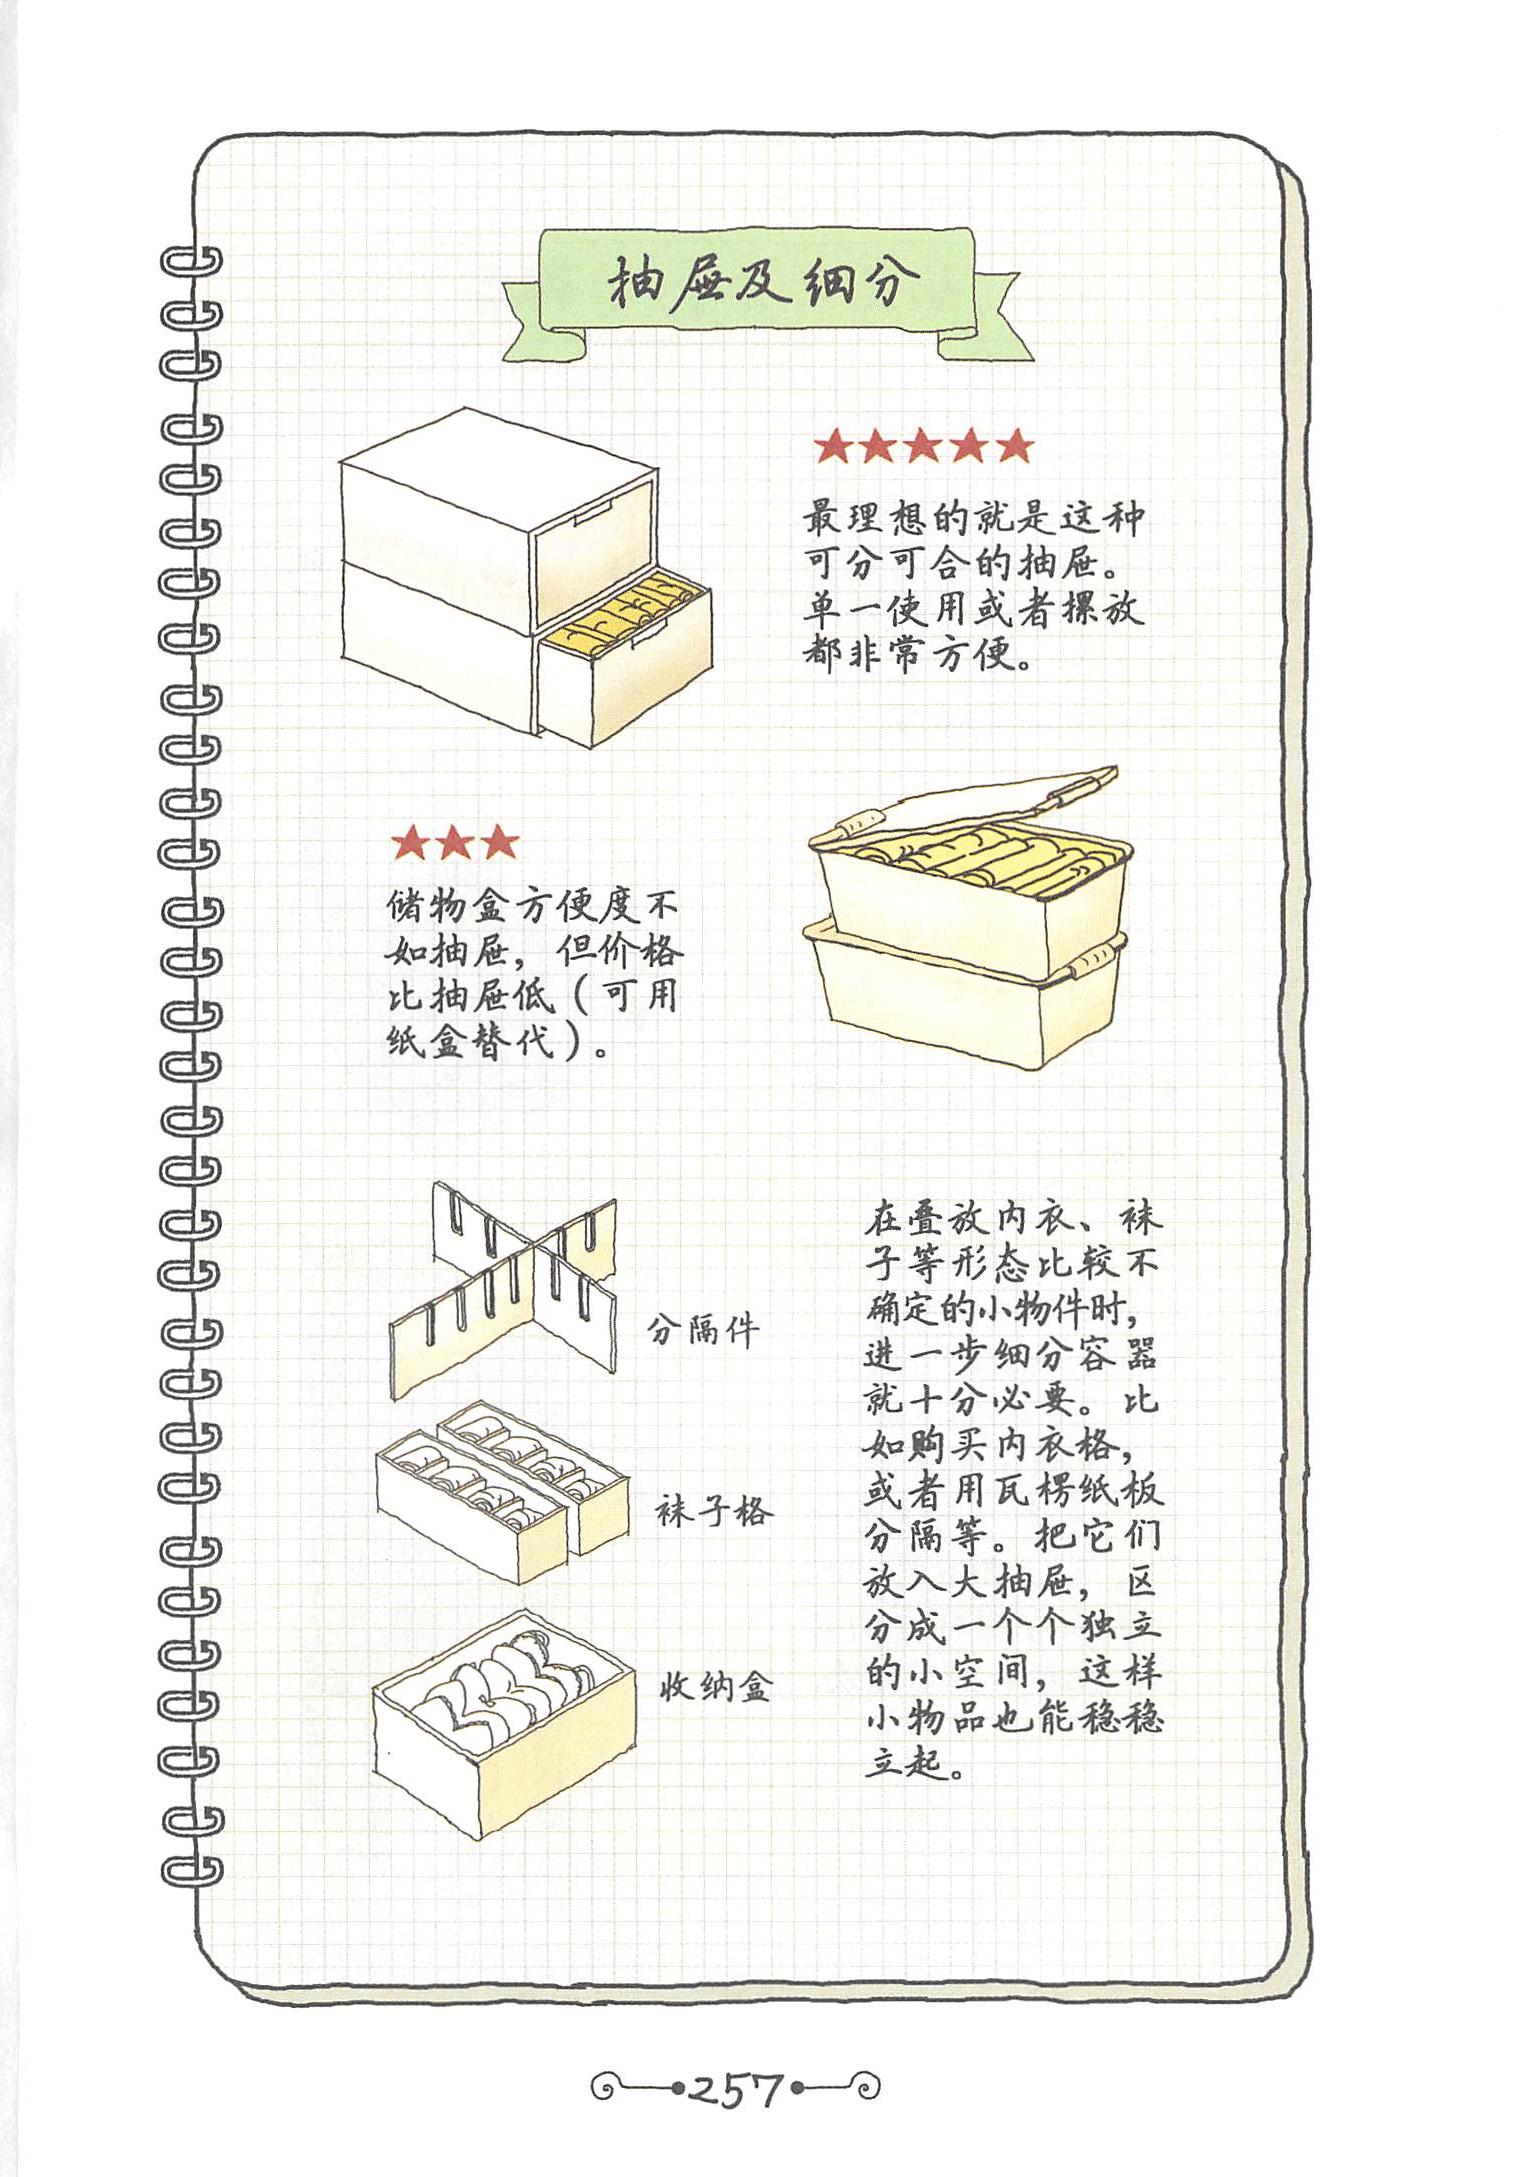 抽屉及细分
★★★★★
最理想的就是这种
可分可合的抽屉。
单一使用或者摞放
都非常方便。
★★★
储物盒方便度不
如抽屉，但价格
比抽屉低（可用
纸盒替代）。
分隔件
袜子格
收纳盒
在叠放内衣、袜
子等形态比较不
确定的小物件时，
进一步细分容器
就十分必要。比
如购买内衣格，
或者用瓦楞纸板
分隔等。把它们
放入大抽屉，区
分成一个个独立
的小空间，这样
小物品也能稳稳
立起。
257